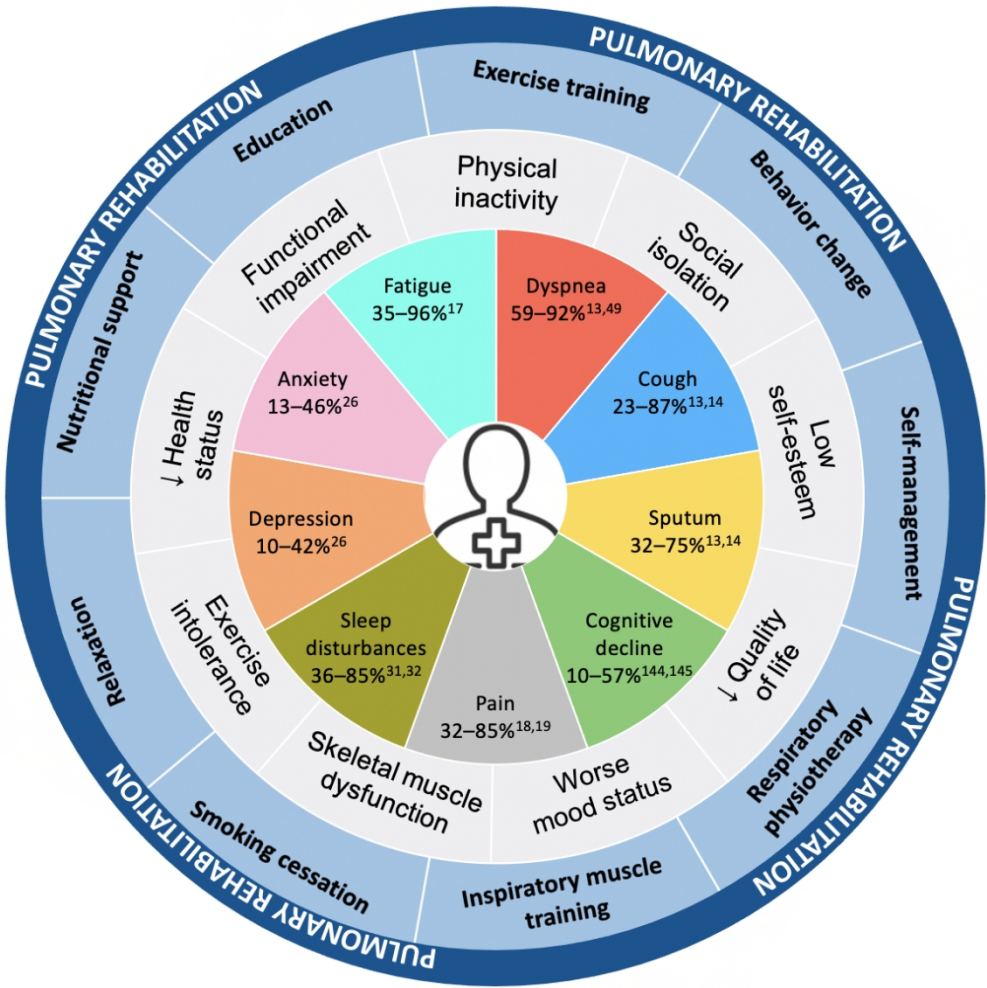 PULMONARY REHABILITATION
PULMONARY REHABILITATION
PULMONARY REHABILITATION
PULMONARY REHABILITATION
Exercise training
Behavior change
Self-management
Respiratory
physiotherapy
Inspiratory muscle
training
Smoking cessation
Relaxation
Nutritional support
Education
Physical
inactivity
Social
isolation
Low
self-esteem
↓ Quality
of life
Worse
mood status
Skeletal muscle
dysfunction
Exercise
intolerance
↓ Health
status
Functional
impairment
Dyspnea
59–92%13,49
Cough
23–87%13,14
Sputum
32–75%13,14
Cognitive
decline
10–57%144,145
Pain
32–85%18,19
Sleep
disturbances
36–85%31,32
Depression
10–42%26
Anxiety
13–46%26
Fatigue
35–96%17